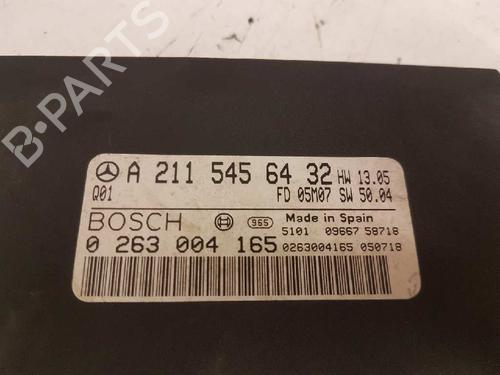 A 211 545 64 32 HW 13.05
Q01 FD 05M07 SW 50.04
BOSCH 965 Made in Spain
5101 09667 58718
0 263 004 165 0263004165 050718
B-PARTS